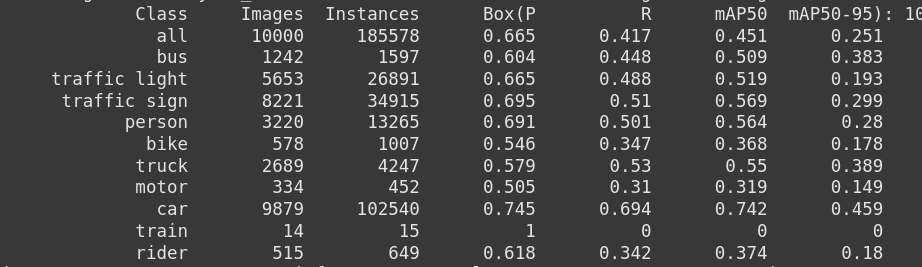 Class Images Instances Box(P R mAP50 mAP50-95): 10
all 10000 185578 0.665 0.417 0.451 0.251
bus 1242 1597 0.604 0.448 0.509 0.383
traffic light 5653 26891 0.665 0.488 0.519 0.193
traffic sign 8221 34915 0.695 0.51 0.569 0.299
person 3220 13265 0.691 0.501 0.564 0.28
bike 578 1007 0.546 0.347 0.368 0.178
truck 2689 4247 0.579 0.53 0.55 0.389
motor 334 452 0.505 0.31 0.319 0.149
car 9879 102540 0.745 0.694 0.742 0.459
train 14 15 1 0 0 0
rider 515 649 0.618 0.342 0.374 0.18